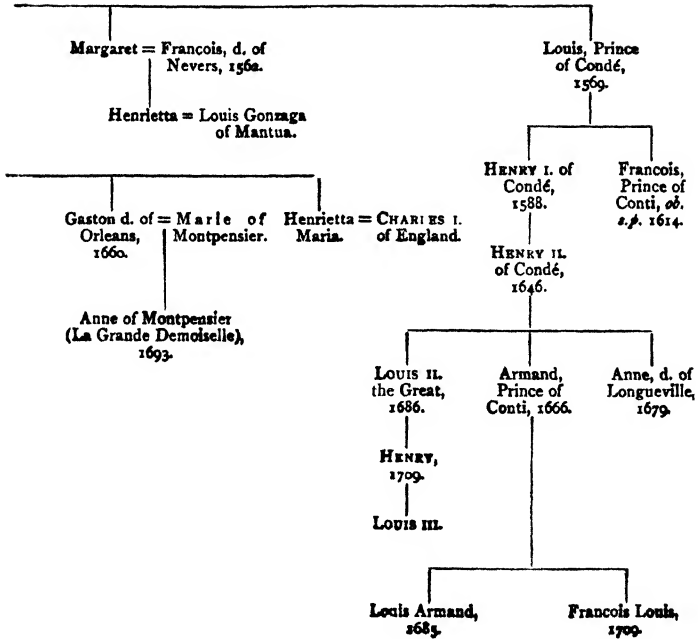 Margaret = François, d. of
Nevers, 1562.
Louis, Prince
of Condé,
1569.
Henrietta = Louis Gonzaga
of Mantua.
HENRY I. of
Condé,
1588.
Francois,
Prince of
Conti, ob.
s.p. 1614.
Gaston d. of = Marie of
Orleans, Montpensier.
1660.
Henrietta = CHARLES I.
Maria. of England.
HENRY II.
of Condé,
1646.
Anne of Montpensier
(La Grande Demoiselle),
1693.
LOUIS II.
the Great,
1686.
Armand,
Prince of
Conti, 1666.
Anne, d. of
Longueville,
1679.
HENRY,
1709.
LOUIS III.
Louis Armand,
1685.
Francois Louis,
1709.